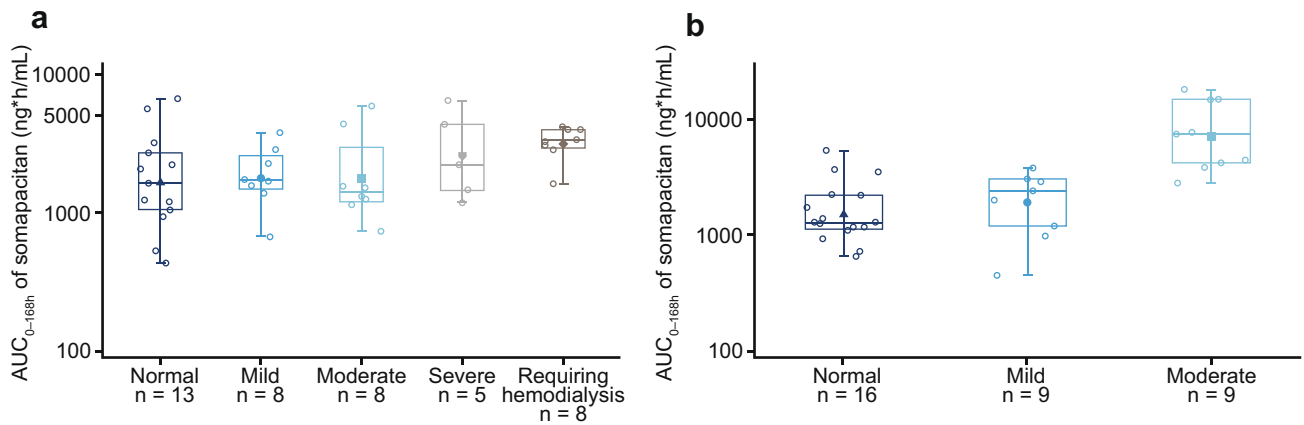 a
AUC0–168h of somapacitan (ng*h/mL)
10000
5000
1000
100
Normal
n = 13
Mild
n = 8
Moderate
n = 8
Severe
n = 5
Requiring
hemodialysis
n = 8
b
AUC0–168h of somapacitan (ng*h/mL)
10000
1000
100
Normal
n = 16
Mild
n = 9
Moderate
n = 9